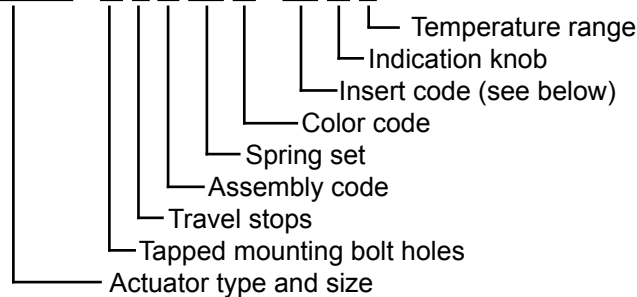 Temperature range
Indication knob
Insert code (see below)
Color code
Spring set
Assembly code
Travel stops
Tapped mounting bolt holes
Actuator type and size